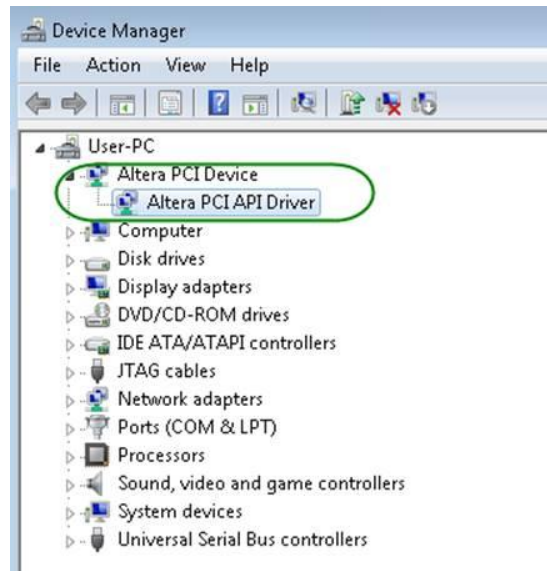 Device Manager
File Action View Help
User-PC
Altera PCI Device
Altera PCI API Driver
Computer
Disk drives
Display adapters
DVD/CD-ROM drives
IDE ATA/ATAPI controllers
JTAG cables
Network adapters
Ports (COM & LPT)
Processors
Sound, video and game controllers
System devices
Universal Serial Bus controllers